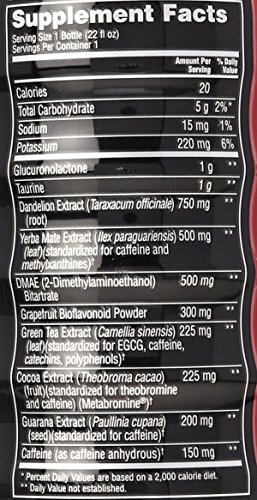 Supplement Facts
Serving Size 1 Bottle (22 fl oz)
Servings Per Container 1
Amount Per Serving % Daily Value
Calories 20
Total Carbohydrate 5 g 2%*
Sodium 15 mg 1%
Potassium 220 mg 6%
Glucuronolactone 1 g **
Taurine 1 g **
Dandelion Extract (Taraxacum officinale) 750 mg **
(root)
Yerba Mate Extract (Ilex paraguariensis) 500 mg **
(leaf)(standardized for caffeine and
methylxanthines)†
DMAE (2-Dimethylaminoethanol) 500 mg **
Bitartrate
Grapefruit Bioflavonoid Powder 300 mg **
Green Tea Extract (Camellia sinensis) 225 mg **
(leaf)(standardized for EGCG, caffeine,
catechins, polyphenols)†
Cocoa Extract (Theobroma cacao) 225 mg **
(fruit)(standardized for theobromine
and caffeine) (Metabromine®)†
Guarana Extract (Paullinia cupana) 200 mg **
(seed)(standardized for caffeine)†
Caffeine (as caffeine anhydrous)† 150 mg **
* Percent Daily Values are based on a 2,000 calorie diet.
* Daily Value not established.